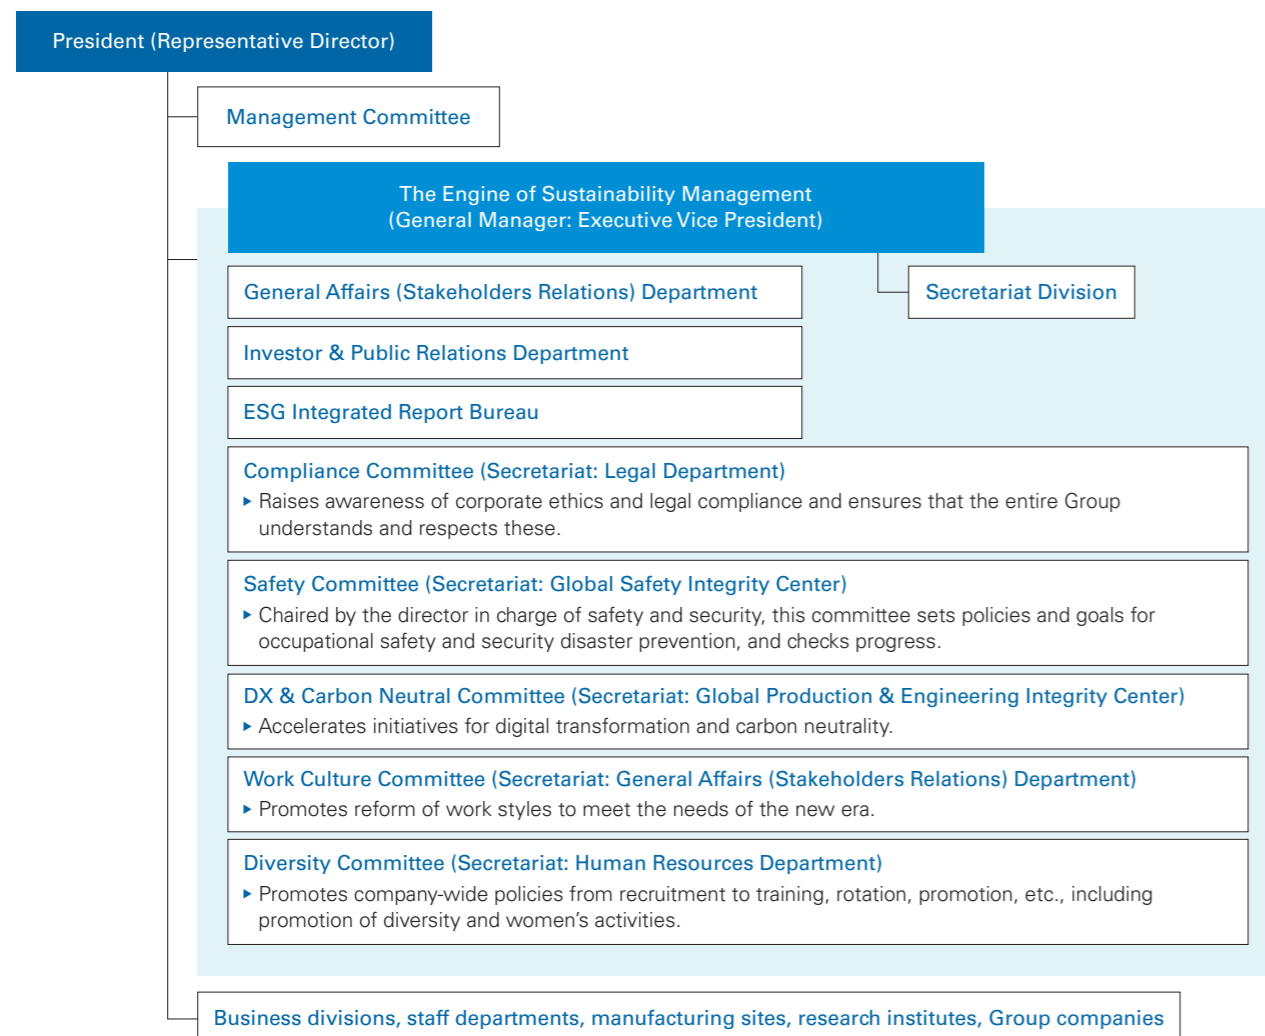 President (Representative Director)
Management Committee
The Engine of Sustainability Management
(General Manager: Executive Vice President)
General Affairs (Stakeholders Relations) Department
Secretariat Division
Investor & Public Relations Department
ESG Integrated Report Bureau
Compliance Committee (Secretariat: Legal Department)
▸ Raises awareness of corporate ethics and legal compliance and ensures that the entire Group
understands and respects these.
Safety Committee (Secretariat: Global Safety Integrity Center)
▸ Chaired by the director in charge of safety and security, this committee sets policies and goals for
occupational safety and security disaster prevention, and checks progress.
DX & Carbon Neutral Committee (Secretariat: Global Production & Engineering Integrity Center)
▸ Accelerates initiatives for digital transformation and carbon neutrality.
Work Culture Committee (Secretariat: General Affairs (Stakeholders Relations) Department)
▸ Promotes reform of work styles to meet the needs of the new era.
Diversity Committee (Secretariat: Human Resources Department)
▸ Promotes company-wide policies from recruitment to training, rotation, promotion, etc., including
promotion of diversity and women’s activities.
Business divisions, staff departments, manufacturing sites, research institutes, Group companies